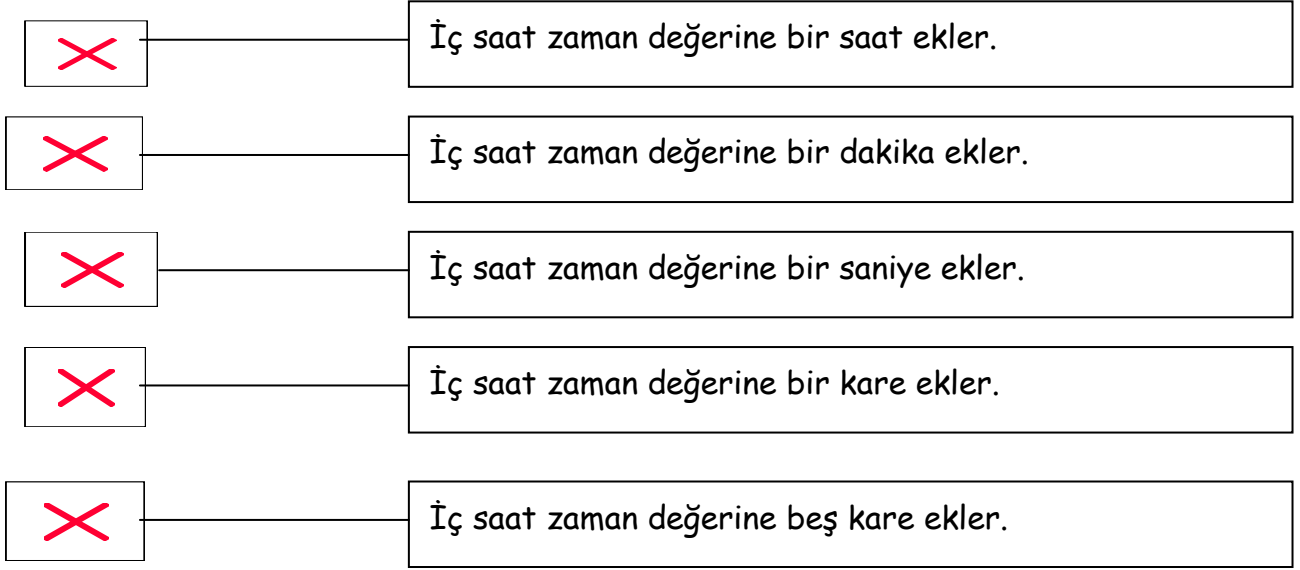 İç saat zaman değerine bir saat ekler.
İç saat zaman değerine bir dakika ekler.
İç saat zaman değerine bir saniye ekler.
İç saat zaman değerine bir kare ekler.
İç saat zaman değerine beş kare ekler.